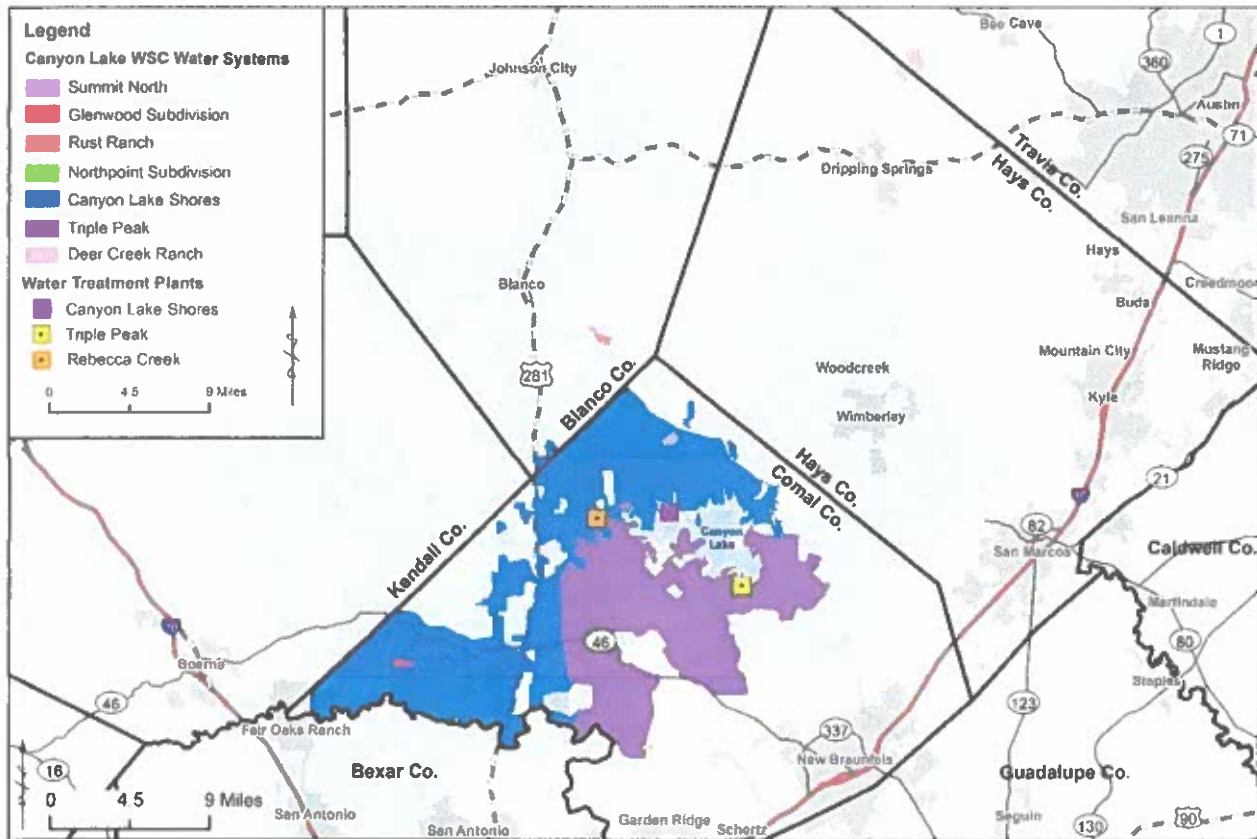 Legend
Canyon Lake WSC Water Systems
Summit North
Glenwood Subdivision
Rust Ranch
Northpoint Subdivision
Canyon Lake Shores
Triple Peak
Deer Creek Ranch
Water Treatment Plants
Canyon Lake Shores
Triple Peak
Rebecca Creek
0 4 5 9 Miles
Bee Cave
1
360
Johnson City
Austin
71
275
Travis Co.
Hays Co.
Dripping Springs
San Leanna
Hays
Blanco
Creedmoor
Buda
Mountain City
Mustang
Ridge
281
Blanco Co.
Woodcreek
Kyle
Wimberley
Hays Co.
Comal Co.
21
Kendall Co.
Canyon
Lake
82
San Marcos
Caldwell Co.
Martindale
Boerne
46
80
Staples
46
123
Fair Oaks Ranch
337
New Braunfels
16
Bexar Co.
Guadalupe Co.
0 4 5 9 Miles
San Antonio
San Antonio
Garden Ridge
Schertz
Seguin
130
90